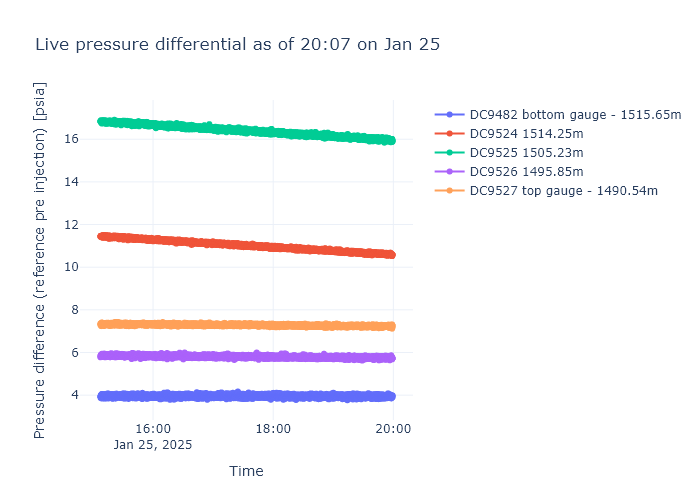 Live pressure differential as of 20:07 on Jan 25
Pressure difference (reference pre injection) [psia]
16
14
12
10
8
6
4
16:00
18:00
20:00
Jan 25, 2025
Time
DC9482 bottom gauge - 1515.65m
DC9524 1514.25m
DC9525 1505.23m
DC9526 1495.85m
DC9527 top gauge - 1490.54m